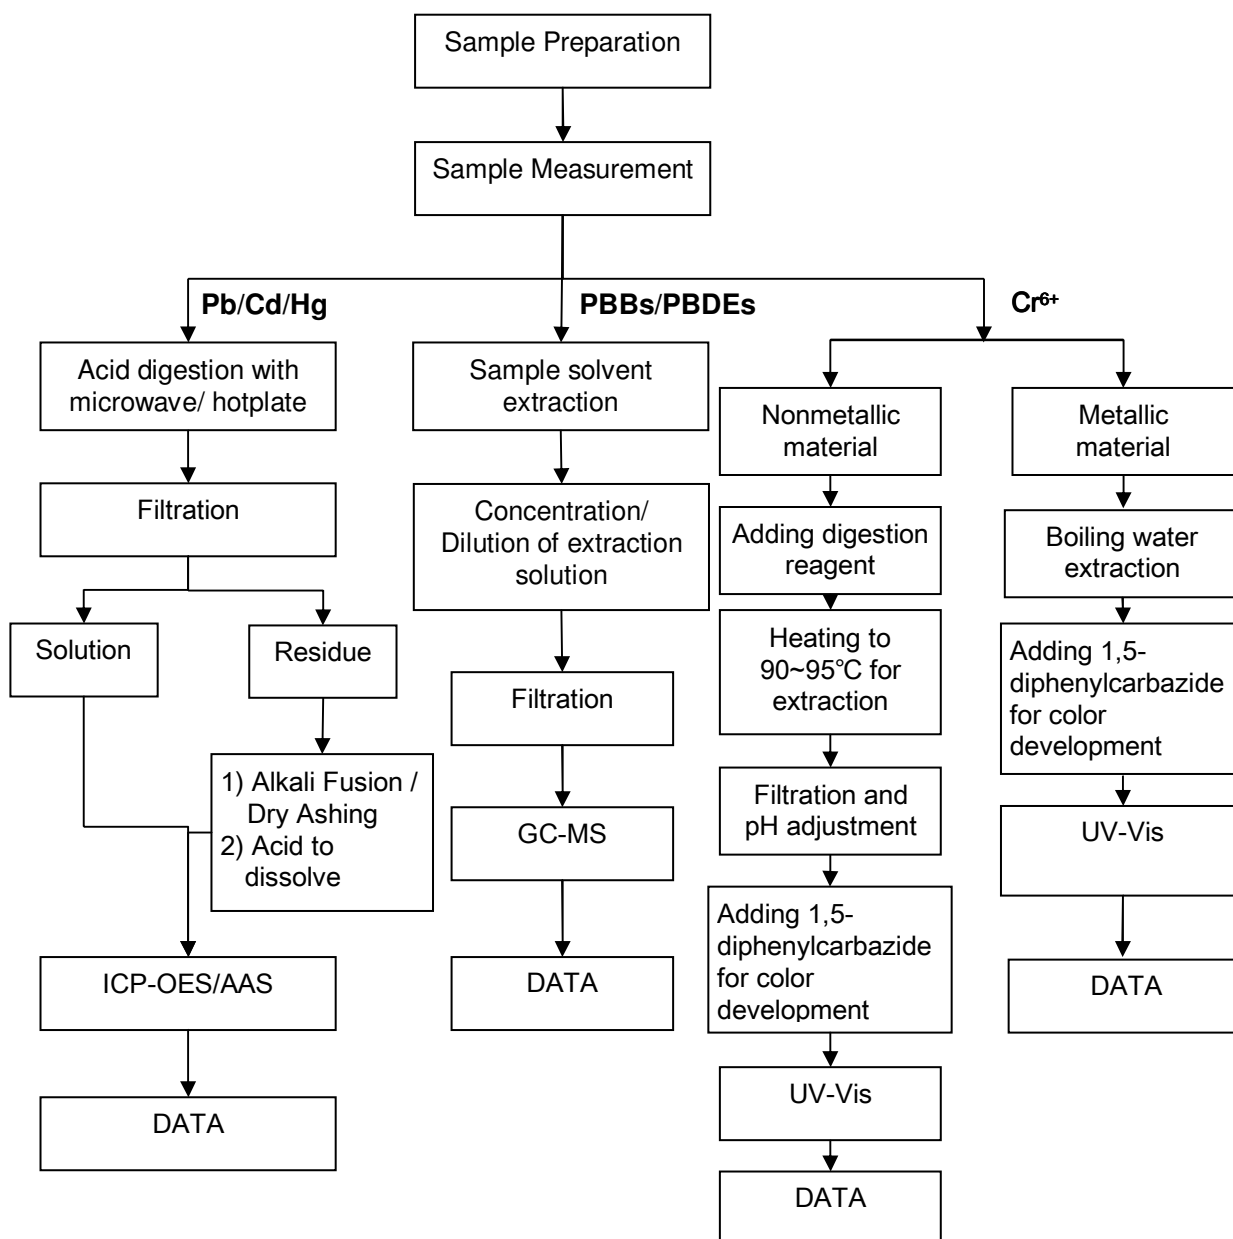 Sample Preparation
Sample Measurement
Pb/Cd/Hg
PBBs/PBDEs
Cr⁶⁺
Acid digestion with
microwave/ hotplate
Filtration
Solution
Residue
1) Alkali Fusion /
Dry Ashing
2) Acid to
dissolve
ICP-OES/AAS
DATA
Sample solvent
extraction
Concentration/
Dilution of extraction
solution
Filtration
GC-MS
DATA
Nonmetallic
material
Adding digestion
reagent
Heating to
90~95℃ for
extraction
Filtration and
pH adjustment
Adding 1,5-
diphenylcarbazide
for color
development
UV-Vis
DATA
Metallic
material
Boiling water
extraction
Adding 1,5-
diphenylcarbazide
for color
development
UV-Vis
DATA